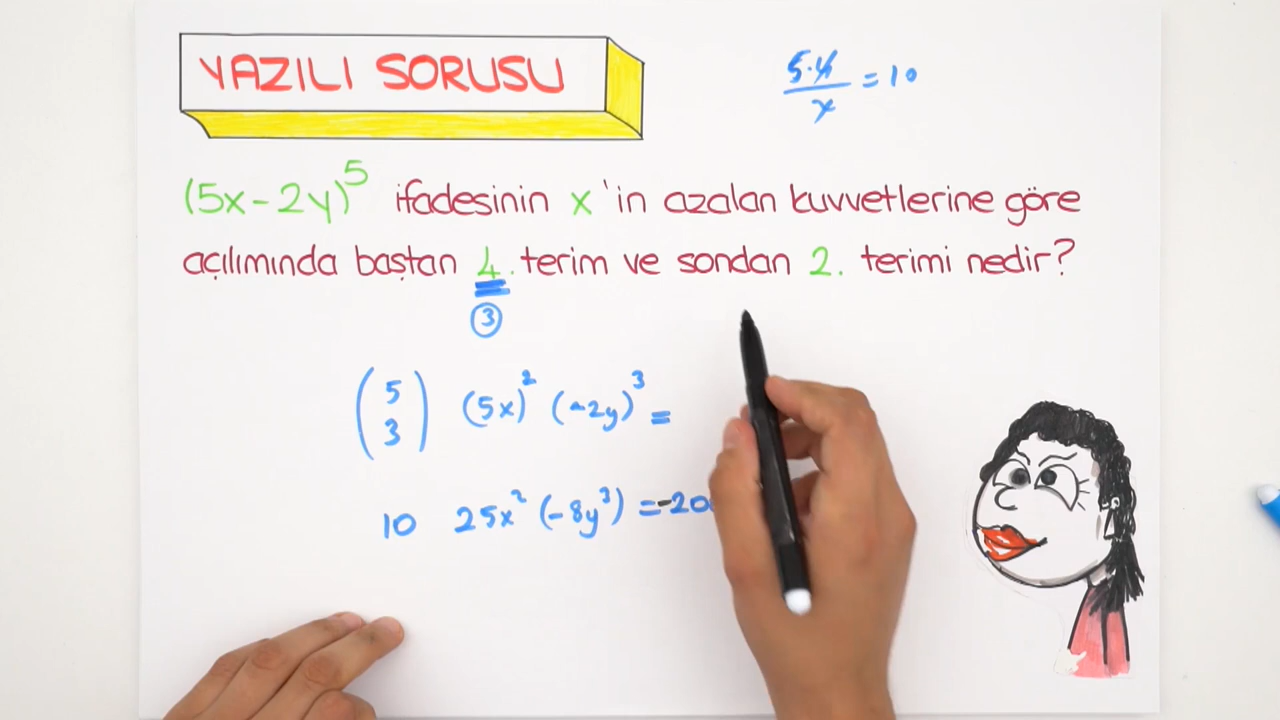 YAZILI SORUSU
5·4 / 2 = 10
(5x - 2y)^5 ifadesinin x'in azalan kuvvetlerine göre
açılımında baştan 4. terim ve sondan 2. terimi nedir?
3
(5 3) (5x)^2 (-2y)^3 =
10 25x^2 (-8y^3) = -20